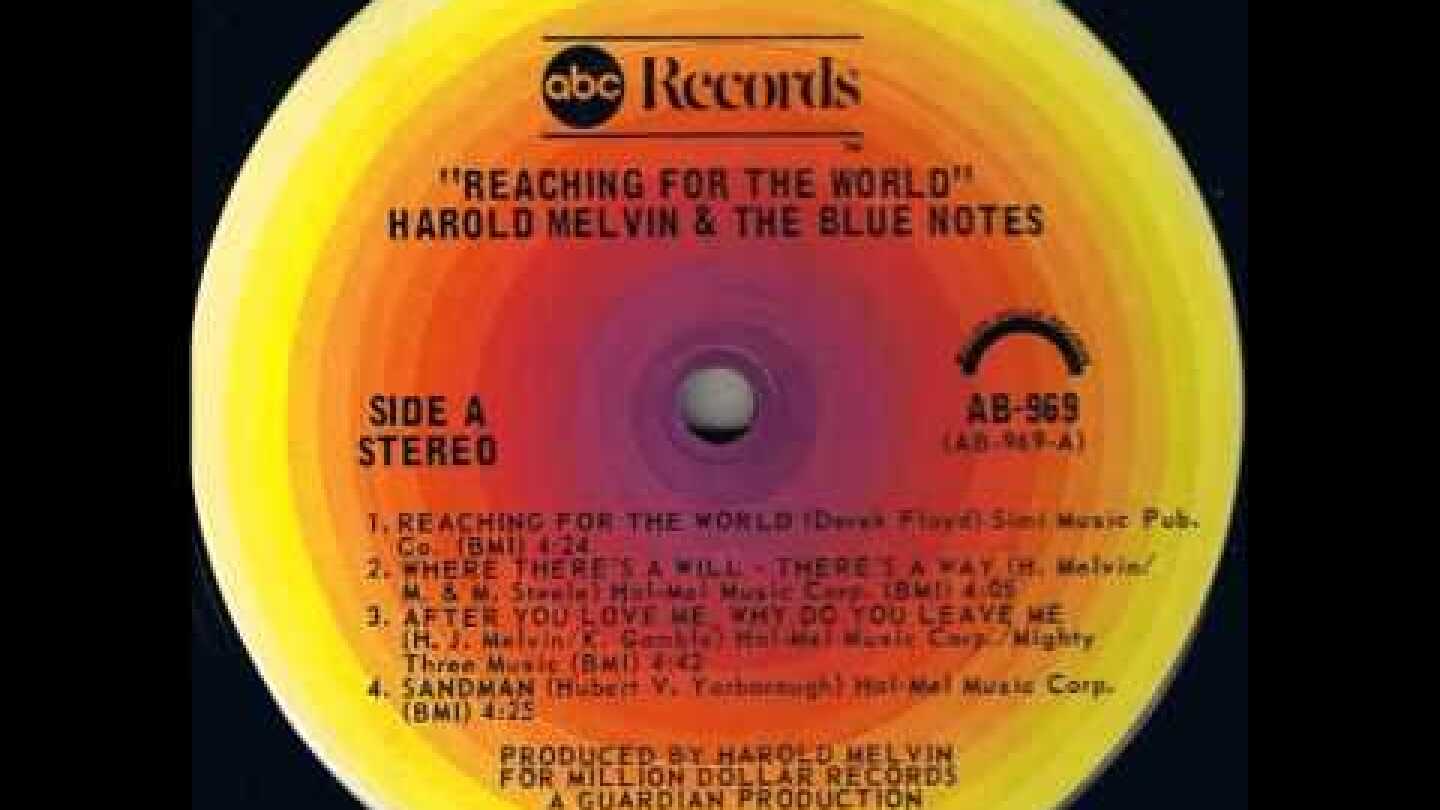 abc Records
TM
"REACHING FOR THE WORLD"
HAROLD MELVIN & THE BLUE NOTES
SIDE A
STEREO
AB-969
(AB-969-A)
1. REACHING FOR THE WORLD (Derek Floyd) Simi Music Pub.
Co. (BMI) 4:24
2. WHERE THERE'S A WILL - THERE'S A WAY (H. Melvin/
M. & M. Steele) Hal-Mel Music Corp. (BMI) 4:05
3. AFTER YOU LOVE ME, WHY DO YOU LEAVE ME
(H. J. Melvin/K. Gamble) Hal-Mel Music Corp./Mighty
Three Music (BMI) 4:42
4. SANDMAN (Hubert V. Yarborough) Hal-Mel Music Corp.
(BMI) 4:25
PRODUCED BY HAROLD MELVIN
FOR MILLION DOLLAR RECORDS
A GUARDIAN PRODUCTION